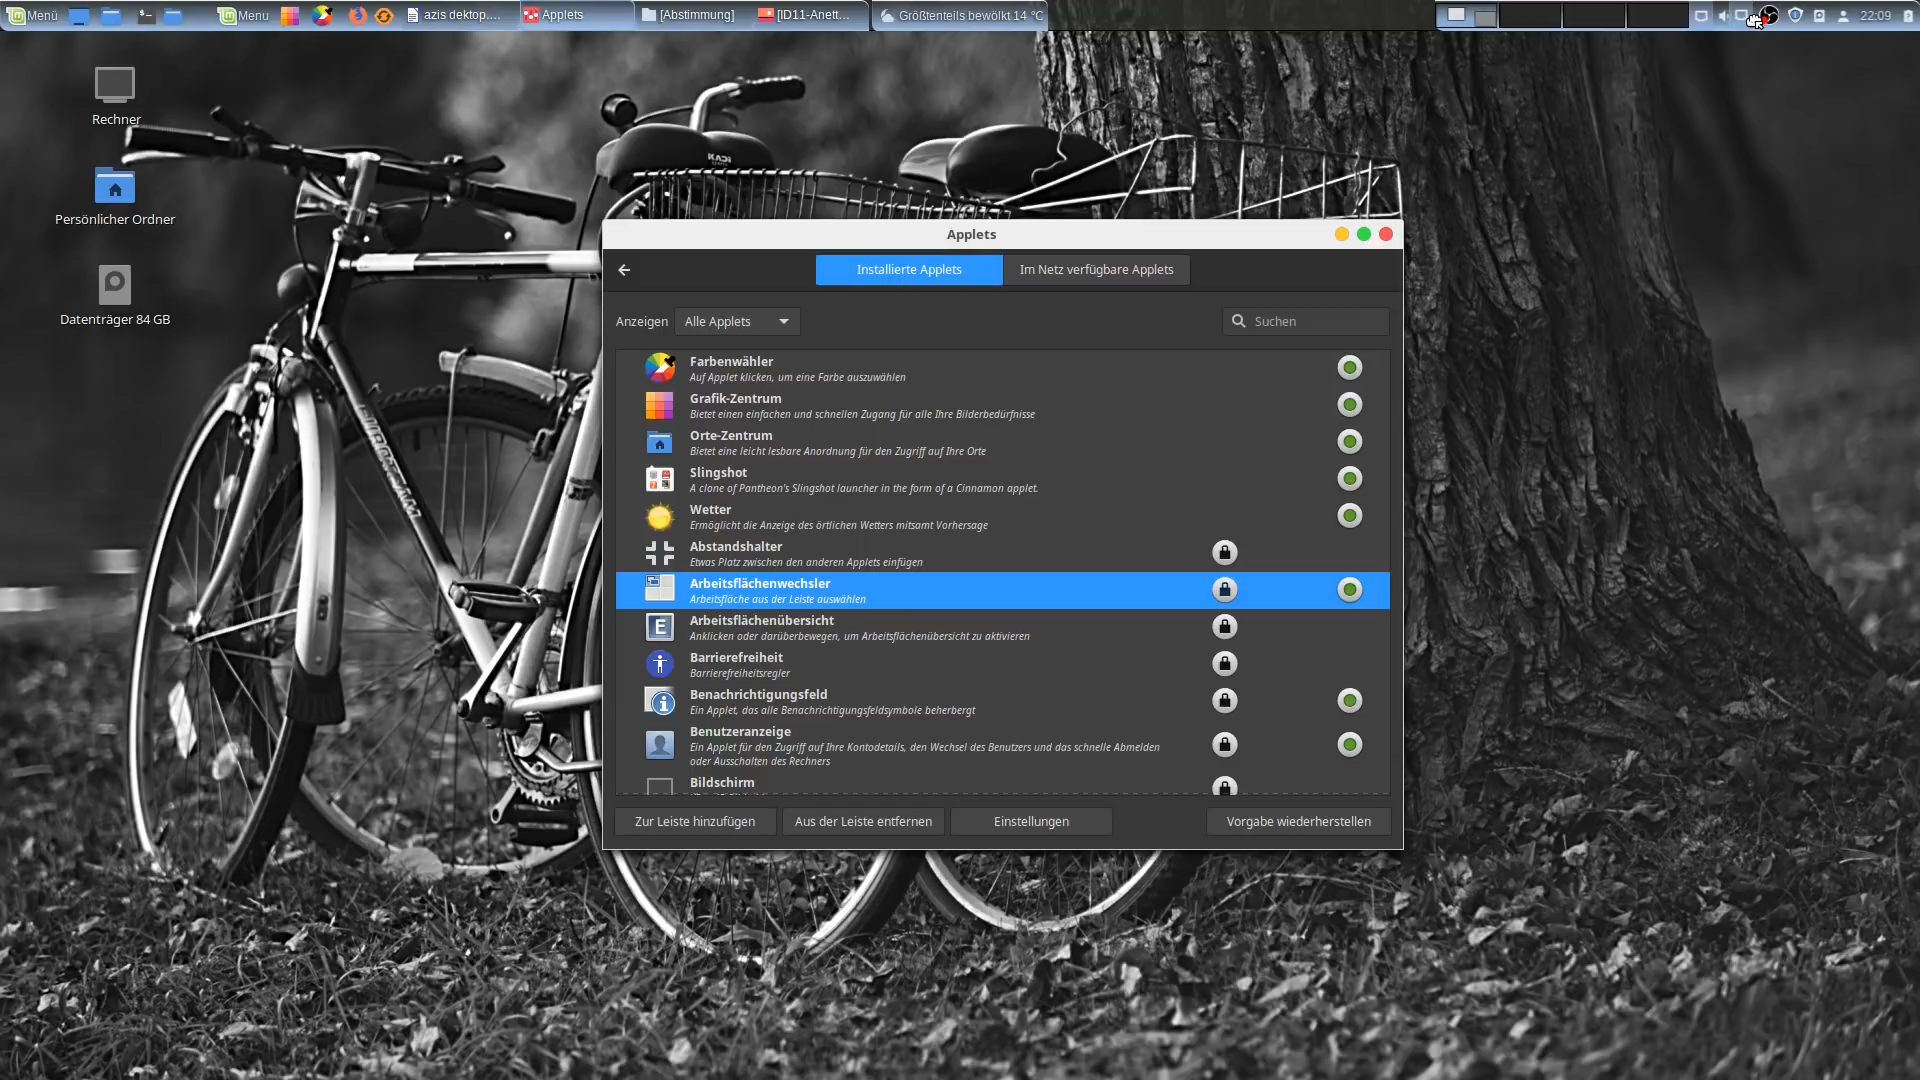 Menü
Menu
azis dektop....
Applets
[Abstimmung]
[ID11-Anett...
Größtenteils bewölkt 14 °C
22:09
Rechner
Persönlicher Ordner
Datenträger 84 GB
Applets
Installierte Applets
Im Netz verfügbare Applets
Anzeigen
Alle Applets
Suchen
Farbenwähler
Auf Applet klicken, um eine Farbe auszuwählen
Grafik-Zentrum
Bietet einen einfachen und schnellen Zugang für alle Ihre Bilderbedürfnisse
Orte-Zentrum
Bietet eine leicht lesbare Anordnung für den Zugriff auf Ihre Orte
Slingshot
A clone of Pantheon's Slingshot launcher in the form of a Cinnamon applet.
Wetter
Ermöglicht die Anzeige des örtlichen Wetters mitsamt Vorhersage
Abstandshalter
Etwas Platz zwischen den anderen Applets einfügen
Arbeitsflächenwechsler
Arbeitsfläche aus der Leiste auswählen
E
Arbeitsflächenübersicht
Anklicken oder darüberbewegen, um Arbeitsflächenübersicht zu aktivieren
Barrierefreiheit
Barrierefreiheitsregler
Benachrichtigungsfeld
Ein Applet, das alle Benachrichtigungsfeldsymbole beherbergt
Benutzeranzeige
Ein Applet für den Zugriff auf Ihre Kontodetails, den Wechsel des Benutzers und das schnelle Abmelden
oder Ausschalten des Rechners
Bildschirm
Zur Leiste hinzufügen
Aus der Leiste entfernen
Einstellungen
Vorgabe wiederherstellen